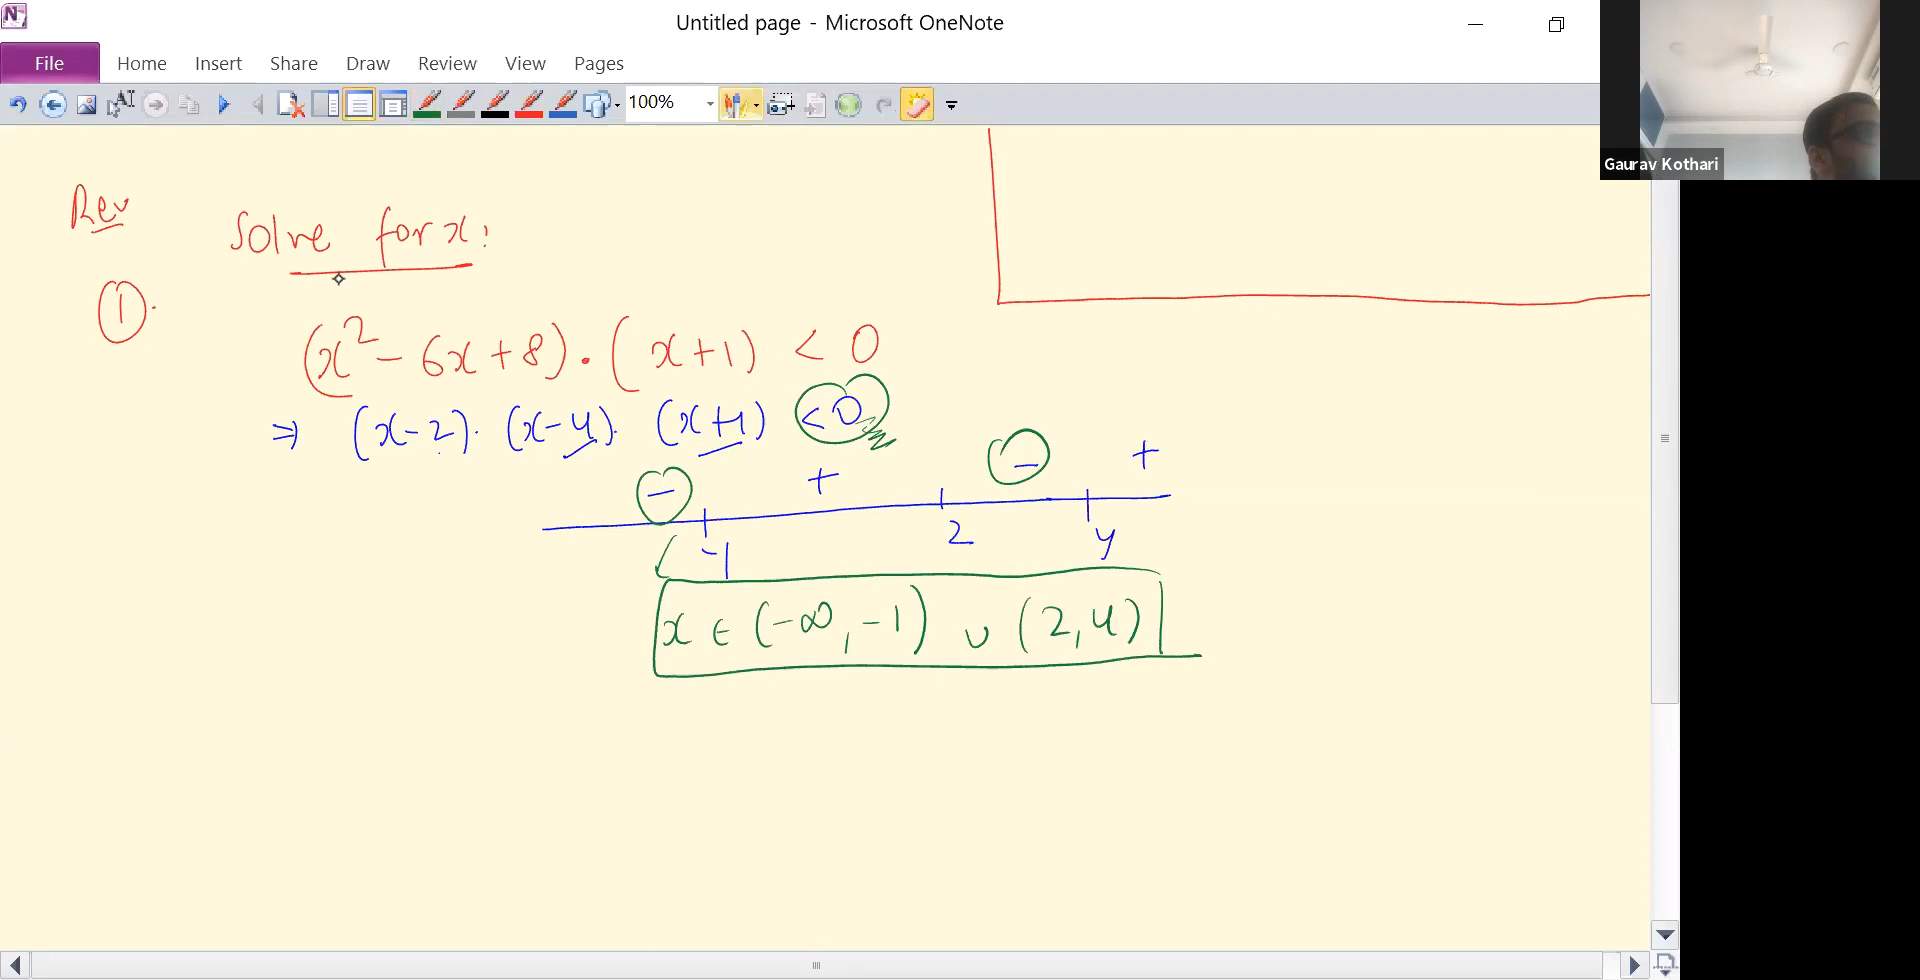 Untitled page - Microsoft OneNote
File Home Insert Share Draw Review View Pages
100%
Gaurav Kothari
Rev
Solve for x:
①.
(x² - 6x + 8) · (x + 1) < 0
⇒ (x - 2) · (x - 4) · (x + 1) < 0
- + - +
-1 2 4
x ∈ (-∞, -1) ∪ (2, 4)